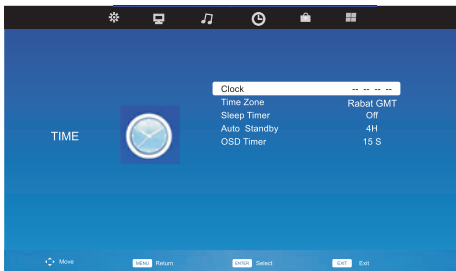 Clock -- -- -- --
Time Zone Rabat GMT
Sleep Timer Off
Auto Standby 4H
OSD Timer 15 S
TIME
Move MENU Return ENTER Select EXIT Exit